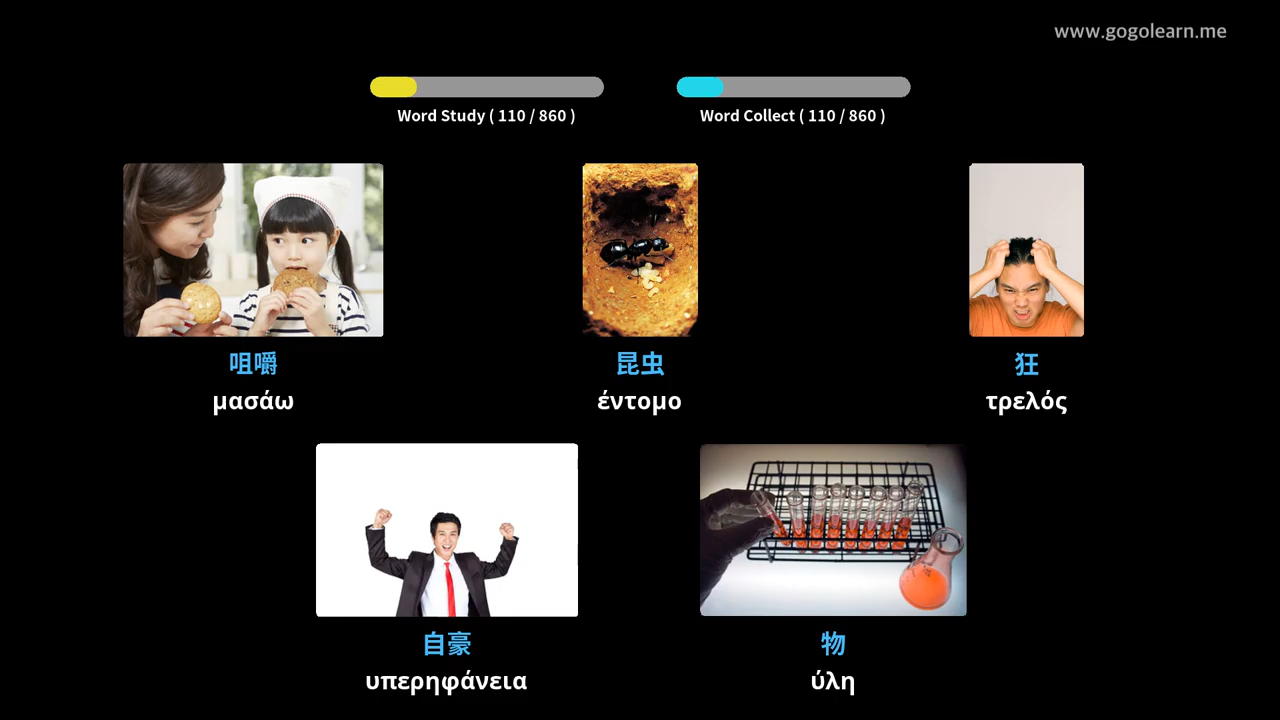 www.gogolearn.me
Word Study ( 110 / 860 )
Word Collect ( 110 / 860 )
咀嚼
μασάω
昆虫
έντομο
狂
τρελός
自豪
υπερηφάνεια
物
ύλη